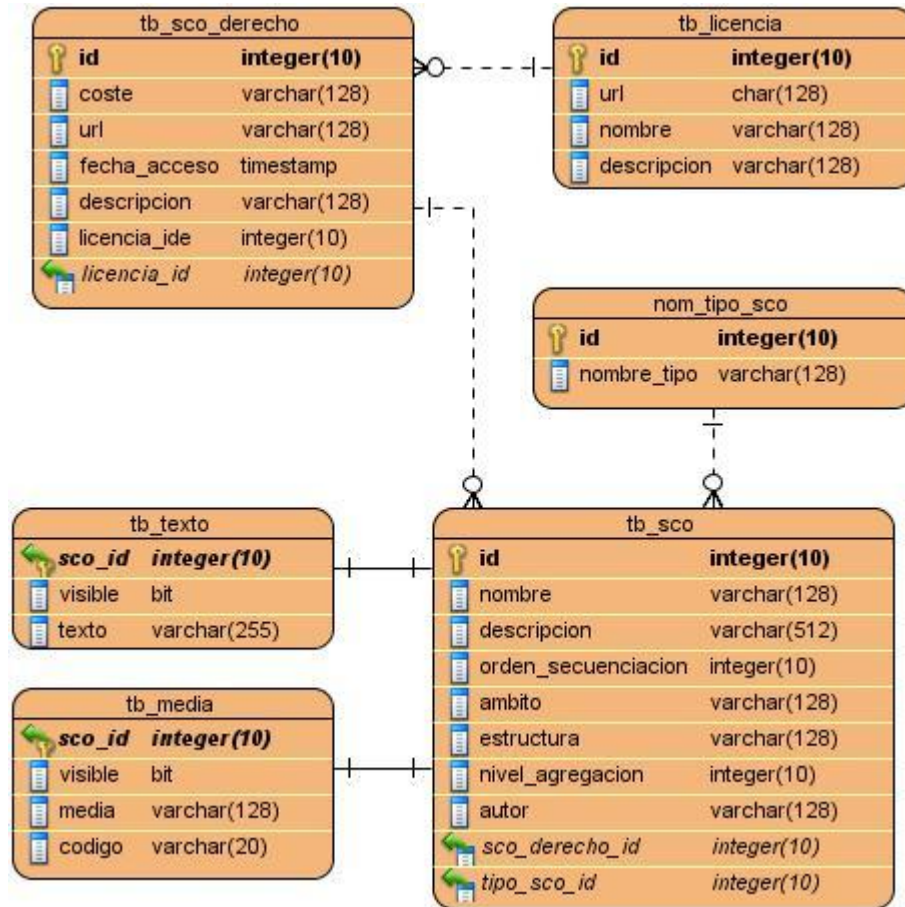 tb_sco_derecho
id integer(10)
coste varchar(128)
url varchar(128)
fecha_acceso timestamp
descripcion varchar(128)
licencia_ide integer(10)
licencia_id integer(10)
tb_licencia
id integer(10)
url char(128)
nombre varchar(128)
descripcion varchar(128)
nom_tipo_sco
id integer(10)
nombre_tipo varchar(128)
tb_texto
sco_id integer(10)
visible bit
texto varchar(255)
tb_media
sco_id integer(10)
visible bit
media varchar(128)
codigo varchar(20)
tb_sco
id integer(10)
nombre varchar(128)
descripcion varchar(512)
orden_secuenciacion integer(10)
ambito varchar(128)
estructura varchar(128)
nivel_agregacion integer(10)
autor varchar(128)
sco_derecho_id integer(10)
tipo_sco_id integer(10)